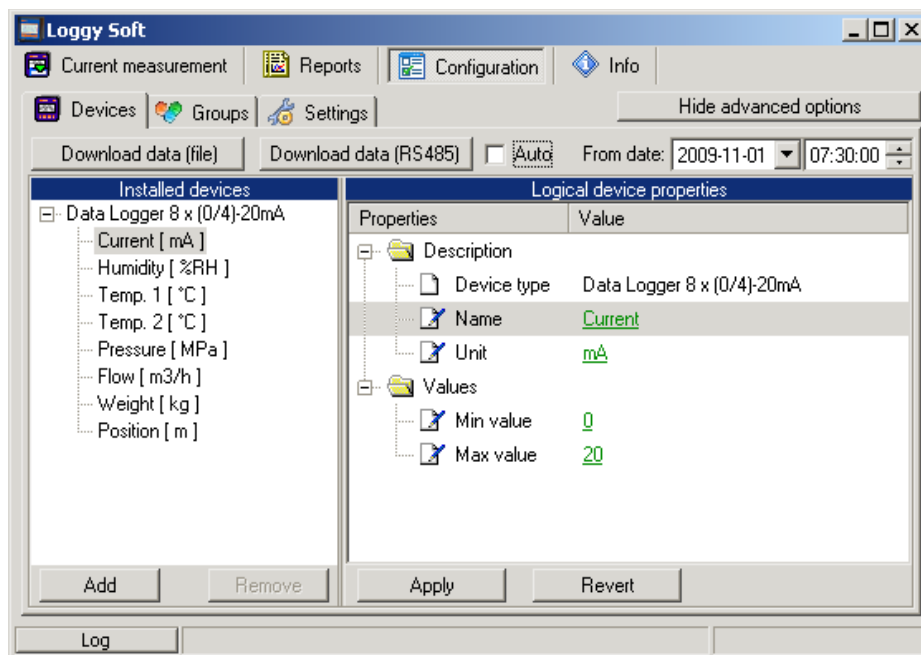 Loggy Soft
Current measurement Reports Configuration Info
Devices Groups Settings Hide advanced options
Download data (file) Download data (RS485) Auto From date: 2009-11-01 07:30:00
Installed devices Logical device properties
Data Logger 8 x (0/4)-20mA Properties Value
Current [ mA ] Description
Humidity [ %RH ] Device type Data Logger 8 x (0/4)-20mA
Temp. 1 [ °C ]
Temp. 2 [ °C ] Name Current
Pressure [ MPa ] Unit mA
Flow [ m3/h ] Values
Weight [ kg ] Min value 0
Position [ m ] Max value 20
Add Remove Apply Revert
Log